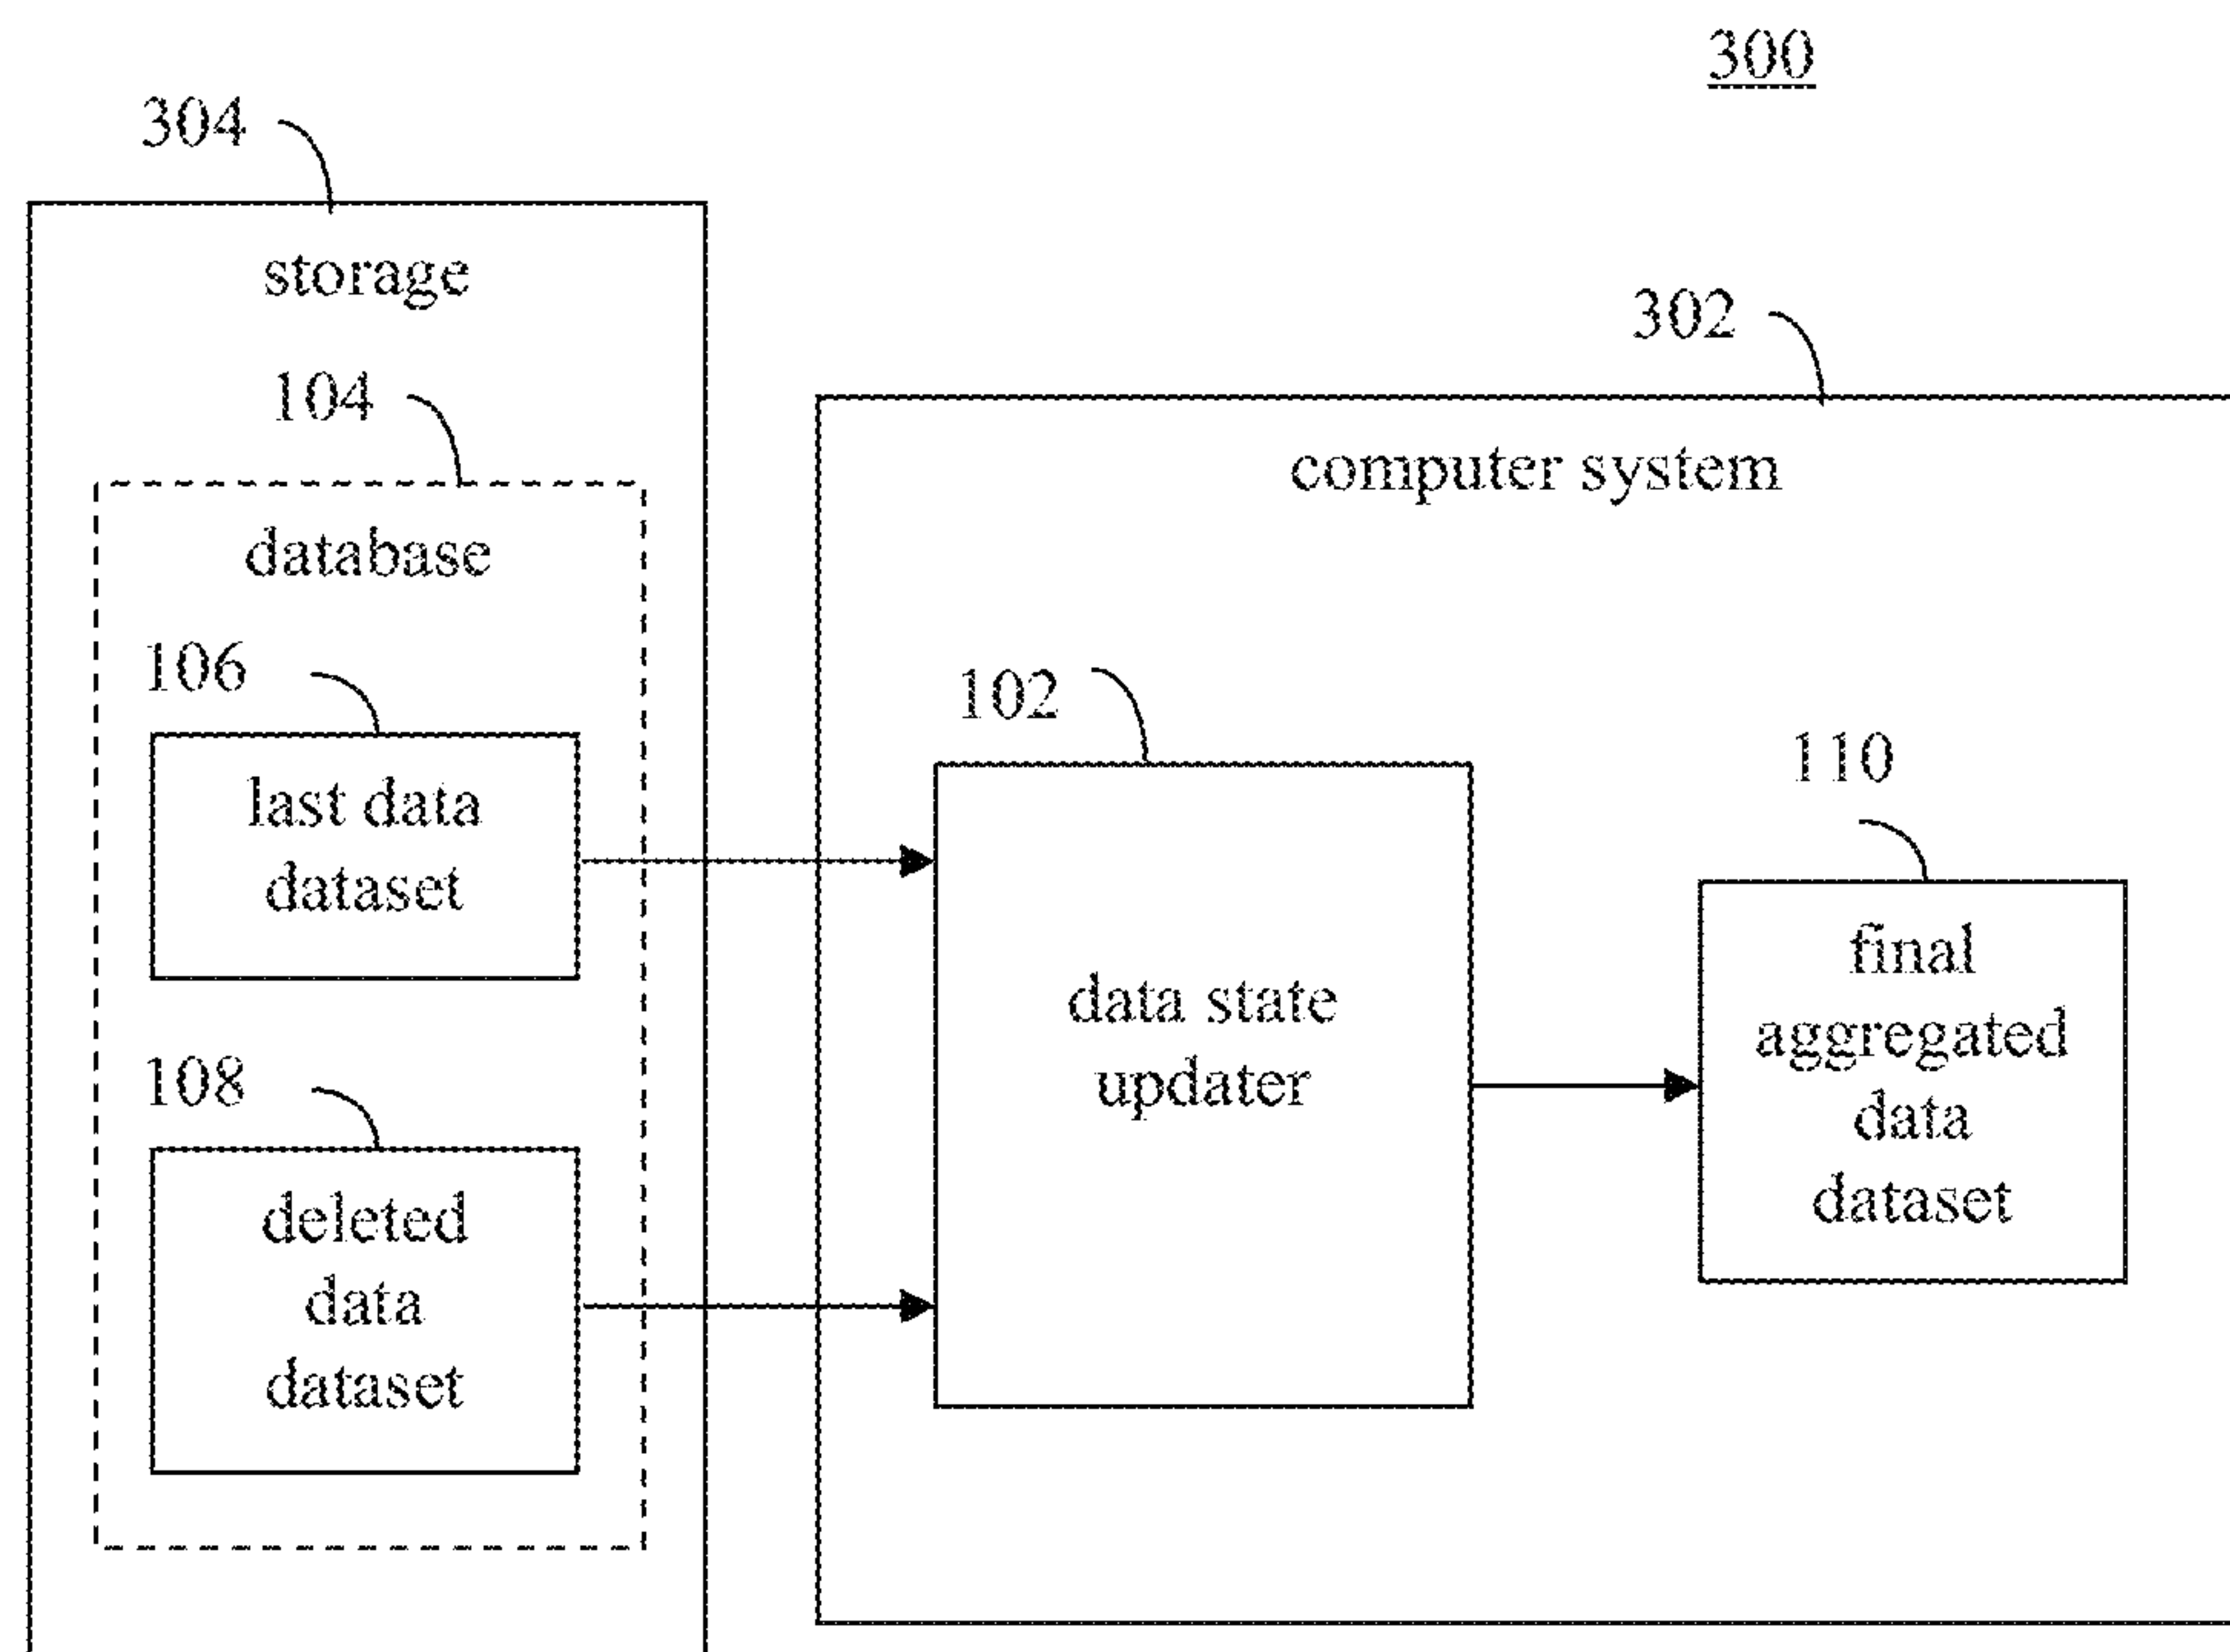 300
304
storage
302
104
computer system
database
106
102
last data
dataset
110
data state
updater
final
aggregated
data
dataset
108
deleted
data
dataset